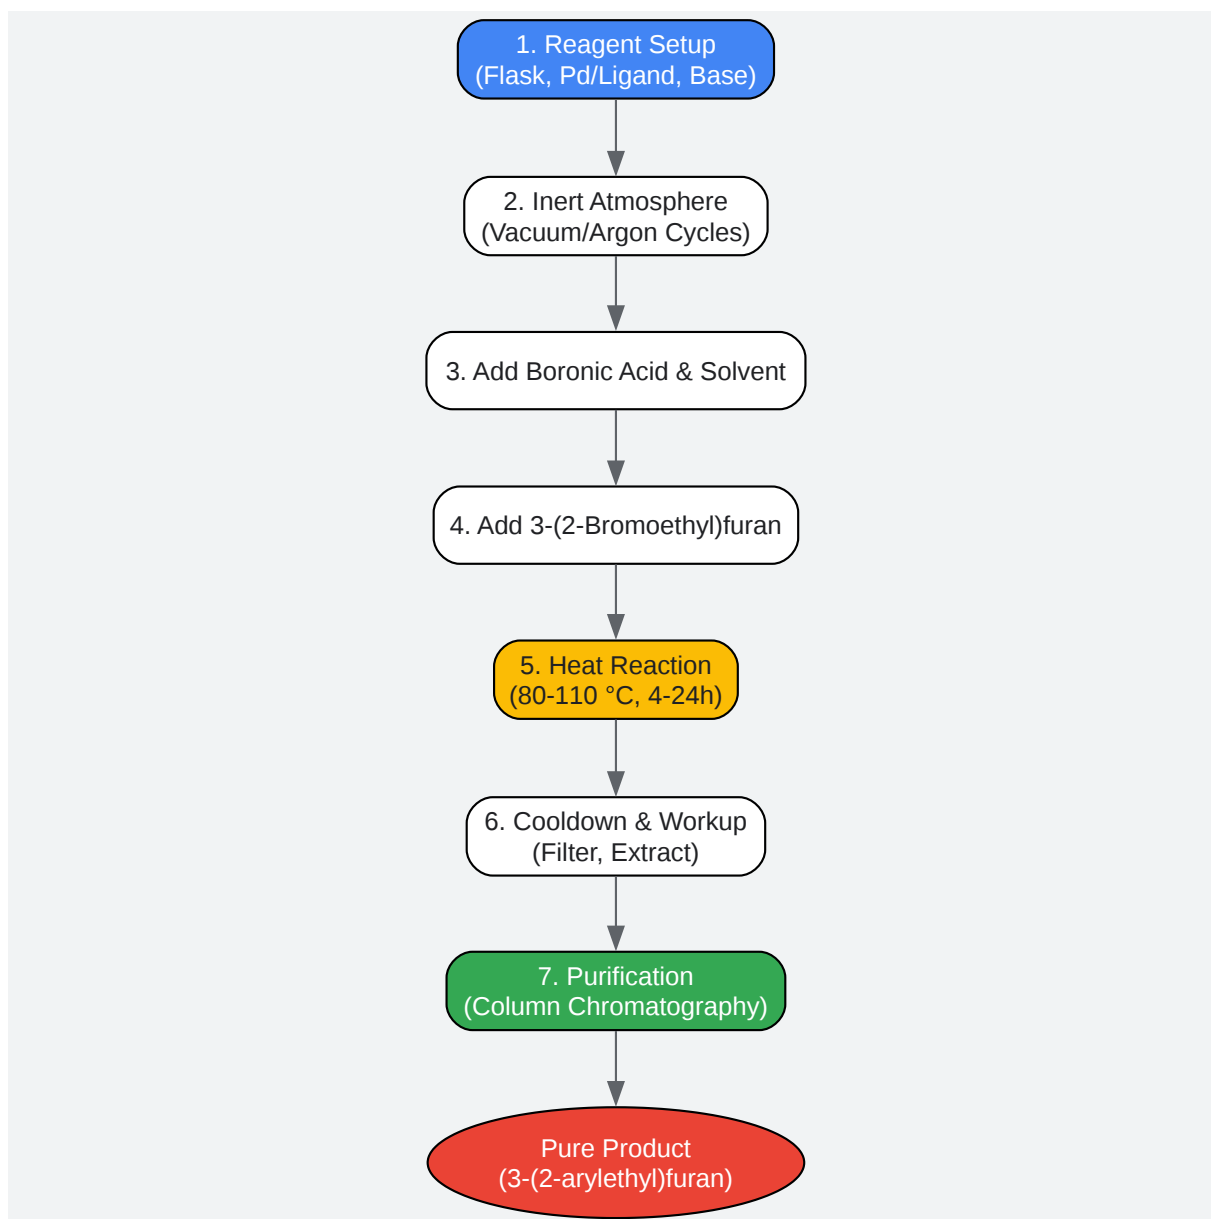 1. Reagent Setup
(Flask, Pd/Ligand, Base)
2. Inert Atmosphere
(Vacuum/Argon Cycles)
3. Add Boronic Acid & Solvent
4. Add 3-(2-Bromoethyl)furan
5. Heat Reaction
(80-110 °C, 4-24h)
6. Cooldown & Workup
(Filter, Extract)
7. Purification
(Column Chromatography)
Pure Product
(3-(2-arylethyl)furan)